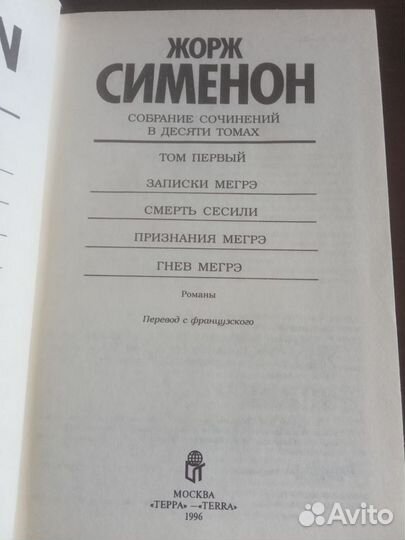 N
ЖОРЖ
СИМЕНОН
СОБРАНИЕ СОЧИНЕНИЙ
В ДЕСЯТИ ТОМАХ
ТОМ ПЕРВЫЙ
ЗАПИСКИ МЕГРЭ
СМЕРТЬ СЕСИЛИ
ПРИЗНАНИЯ МЕГРЭ
ГНЕВ МЕГРЭ
Романы
Перевод с французского
МОСКВА
«ТЕРРА»—«TERRA»
1996
Avito